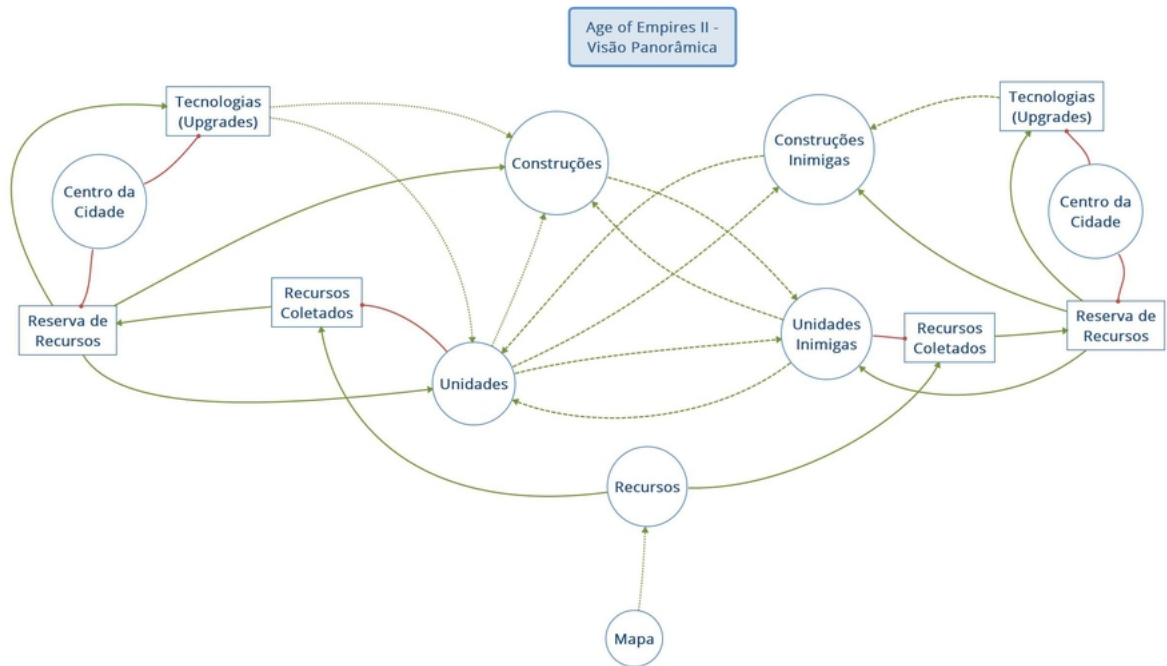 Age of Empires II -
Visão Panorâmica
Tecnologias
(Upgrades)
Centro da
Cidade
Reserva de
Recursos
Recursos
Coletados
Unidades
Construções
Construções
Inimigas
Unidades
Inimigas
Recursos
Coletados
Tecnologias
(Upgrades)
Centro da
Cidade
Reserva de
Recursos
Recursos
Mapa